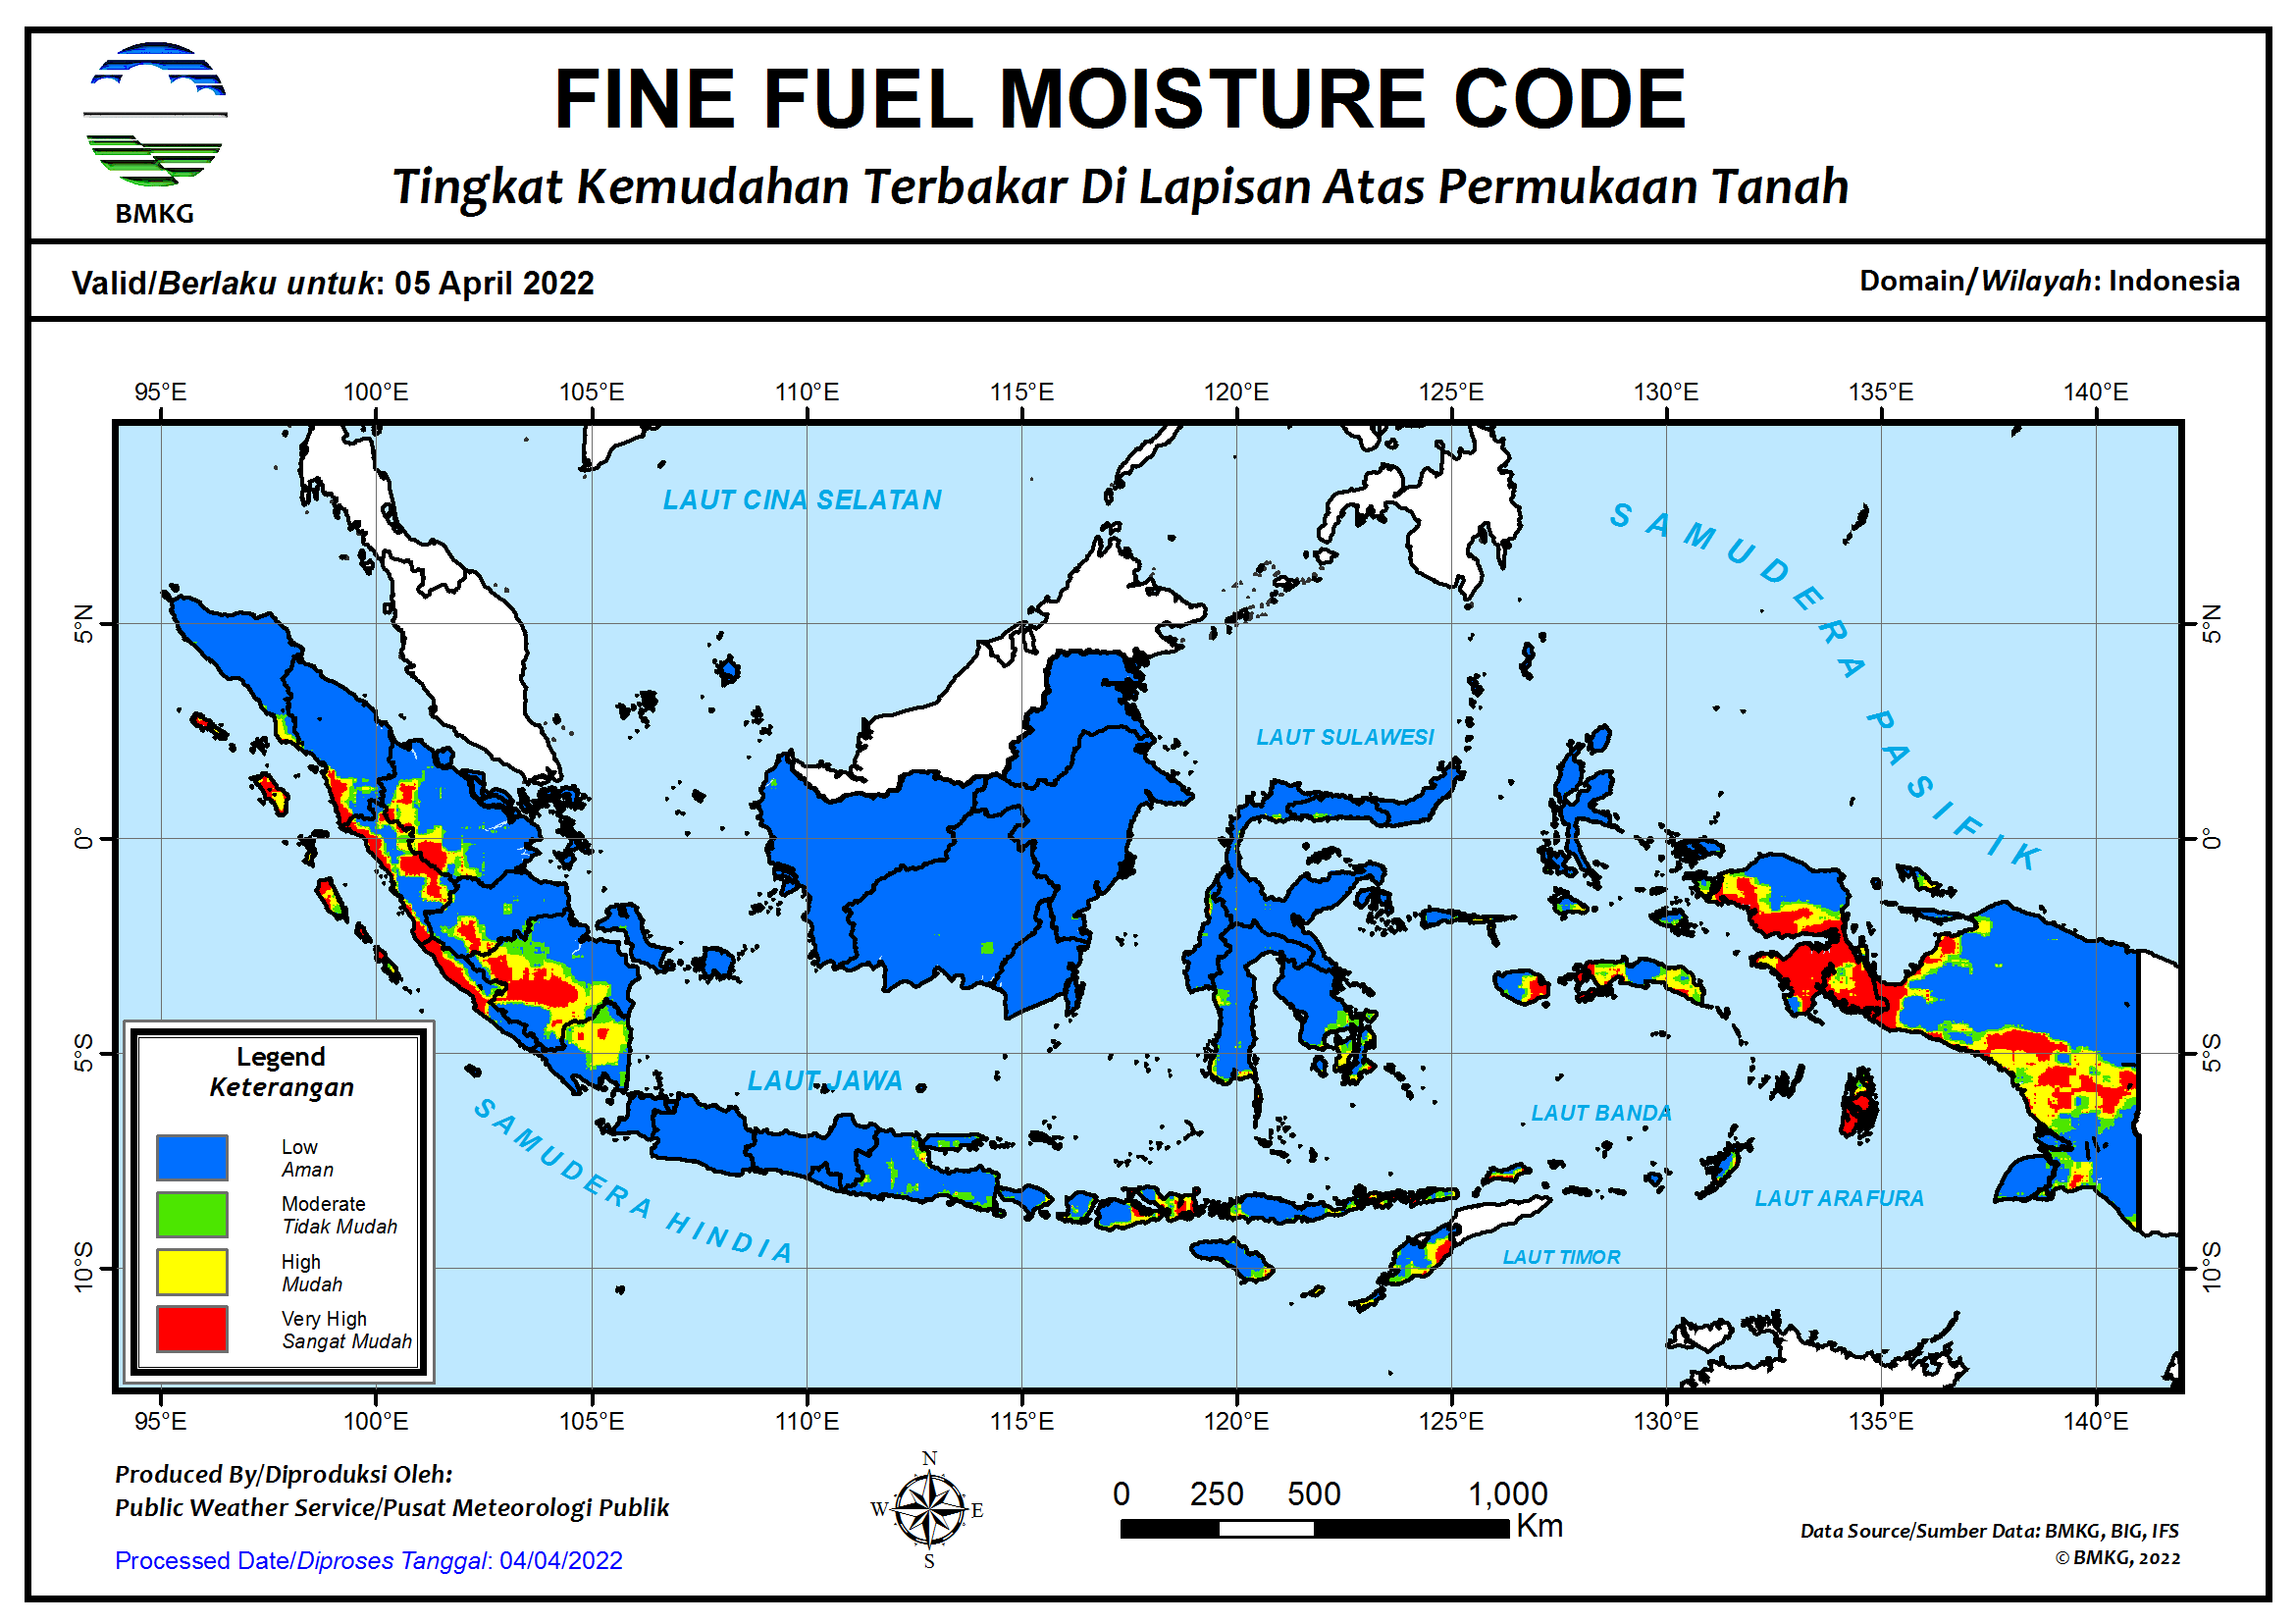 FINE FUEL MOISTURE CODE
Tingkat Kemudahan Terbakar Di Lapisan Atas Permukaan Tanah
BMKG
Valid/Berlaku untuk: 05 April 2022
Domain/Wilayah: Indonesia
95°E 100°E 105°E 110°E 115°E 120°E 125°E 130°E 135°E 140°E
LAUT CINA SELATAN
SAMUDERA PASIFIK
5°N 5°N
LAUT SULAWESI
0° 0°
5°S 5°S
LAUT JAWA
SAMUDERA HINDIA
LAUT BANDA
LAUT ARAFURA
LAUT TIMOR
10°S 10°S
Legend
Keterangan
Low
Aman
Moderate
Tidak Mudah
High
Mudah
Very High
Sangat Mudah
95°E 100°E 105°E 110°E 115°E 120°E 125°E 130°E 135°E 140°E
Produced By/Diproduksi Oleh:
Public Weather Service/Pusat Meteorologi Publik
Processed Date/Diproses Tanggal: 04/04/2022
N
W E
S
0 250 500 1,000
Km
Data Source/Sumber Data: BMKG, BIG, IFS
© BMKG, 2022